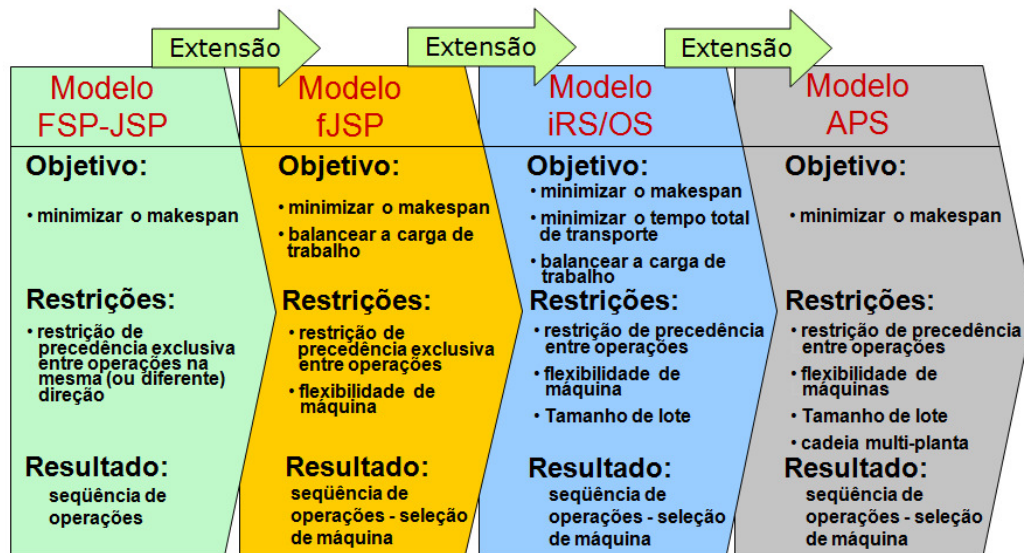 Extensão
Extensão
Extensão
Modelo
FSP-JSP
Objetivo:
• minimizar o makespan
Restrições:
• restrição de
precedência exclusiva
entre operações na
mesma (ou diferente)
direção
Resultado:
seqüência de
operações
Modelo
fJSP
Objetivo:
• minimizar o makespan
• balancear a carga de
trabalho
Restrições:
• restrição de
precedência exclusiva
entre operações
• flexibilidade de
máquina
Resultado:
seqüência de
operações - seleção
de máquina
Modelo
iRS/OS
Objetivo:
• minimizar o makespan
• minimizar o tempo total
de transporte
• balancear a carga de
trabalho
Restrições:
• restrição de precedência
entre operações
• flexibilidade de
máquina
• Tamanho de lote
Resultado:
seqüência de
operações - seleção
de máquina
Modelo
APS
Objetivo:
• minimizar o makespan
Restrições:
• restrição de precedência
entre operações
• flexibilidade de
máquinas
• Tamanho de lote
• cadeia multi-planta
Resultado:
seqüência de
operações - seleção
de máquina